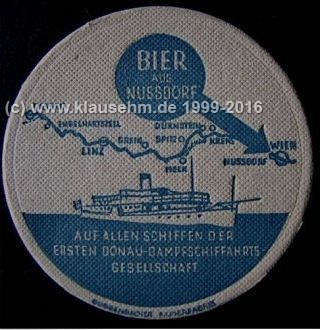 BIER
AUS
NUSSDORF
(c) www.klausehm.de 1999-2016
ENGELHARTSZELL
LINZ
GREIN
DÜRNSTEIN
SPITZ
KREMS
MELK
WIEN
NUSSDORF
AUF ALLEN SCHIFFEN DER
ERSTEN DONAU-DAMPFSCHIFFAHRTS-
GESELLSCHAFT